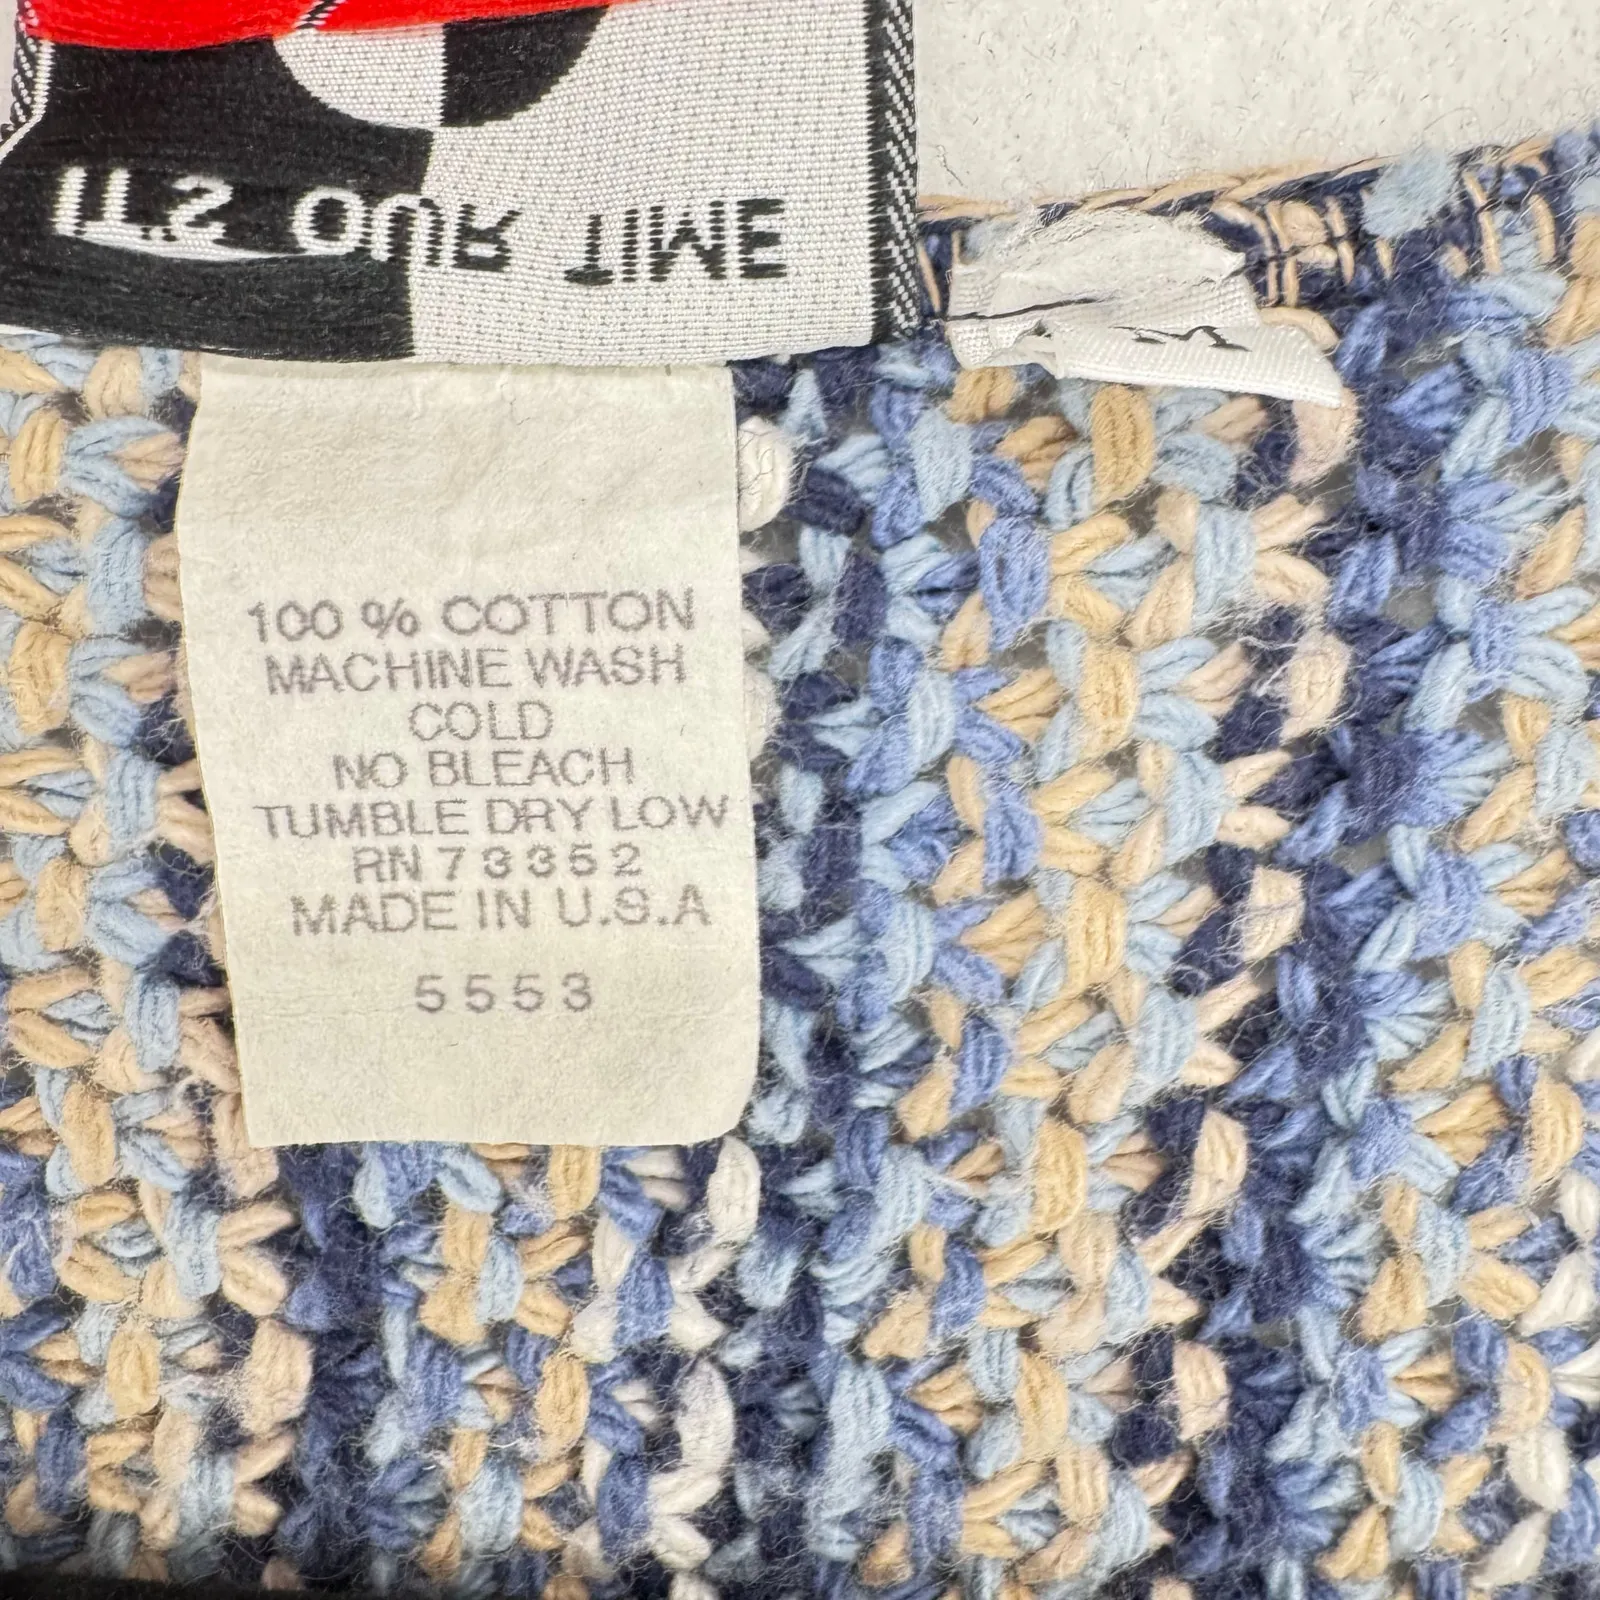 IT'S OUR TIME
100 % COTTON
MACHINE WASH
COLD
NO BLEACH
TUMBLE DRY LOW
RN 73352
MADE IN U.S.A
5553